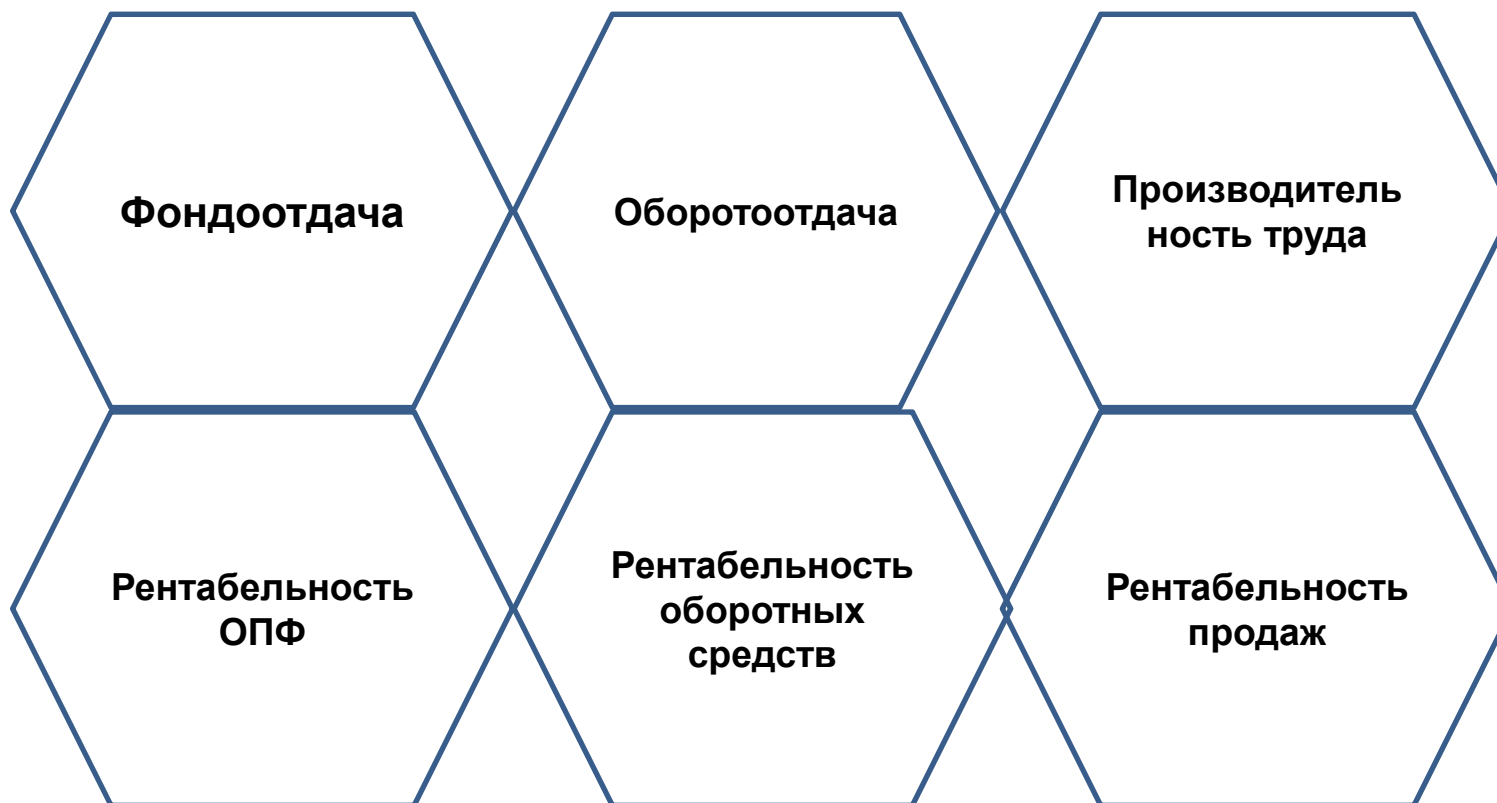 Фондоотдача
Оборотоотдача
Производитель
ность труда
Рентабельность
ОПФ
Рентабельность
оборотных
средств
Рентабельность
продаж